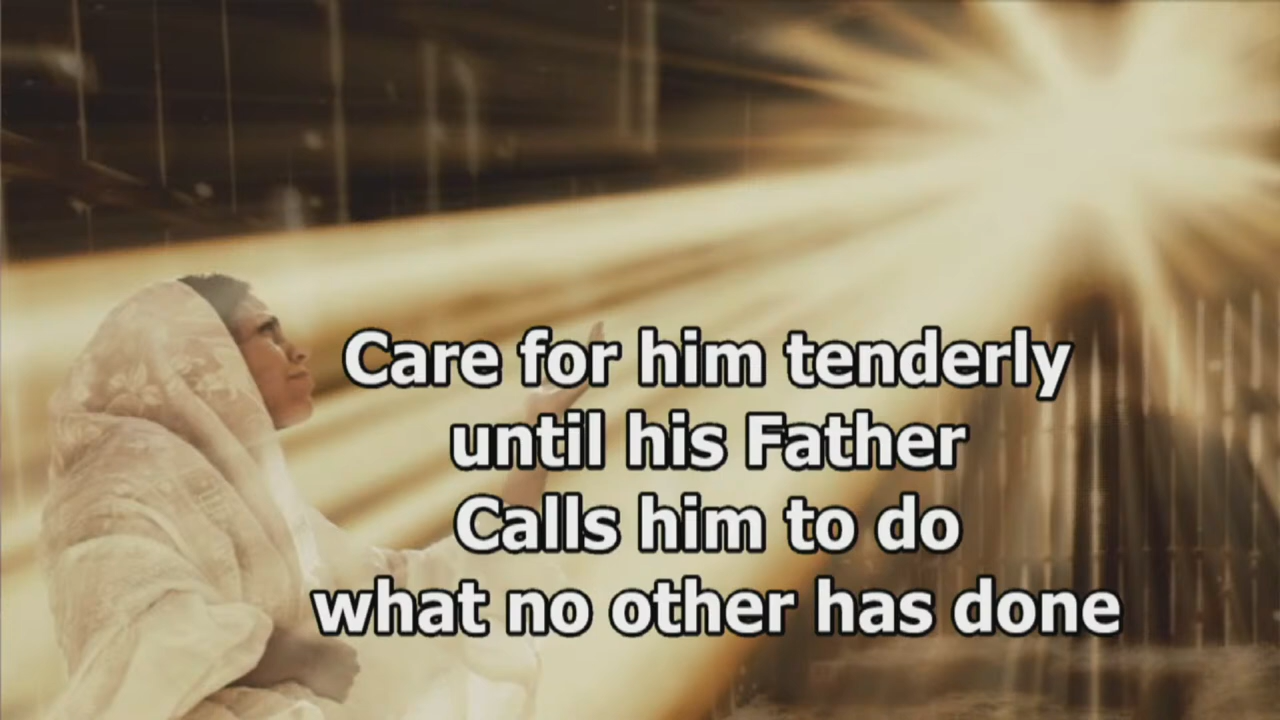 Care for him tenderly
until his Father
Calls him to do
what no other has done